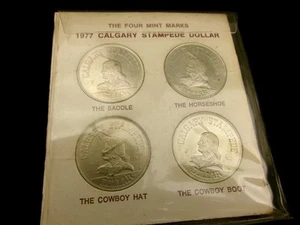 THE FOUR MINT MARKS
1977 CALGARY STAMPEDE DOLLAR
THE SADDLE
THE HORSESHOE
THE COWBOY HAT
THE COWBOY BOOT